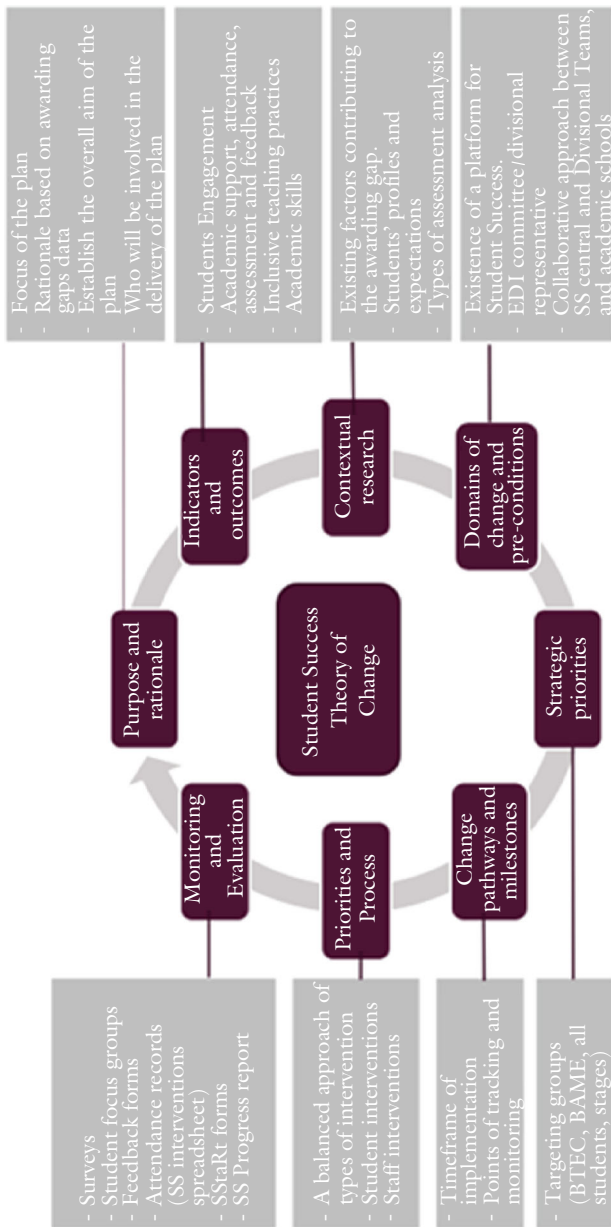 Student Success
Theory of
Change
Purpose and
rationale
- Focus of the plan
- Rationale based on awarding
gaps data
- Establish the overall aim of the
plan
- Who will be involved in the
delivery of the plan
Indicators
and
outcomes
- Students Engagement
- Academic support, attendance,
assessment and feedback
- Inclusive teaching practices
- Academic skills
Contextual
research
- Existing factors contributing to
the awarding gap.
- Students' profiles and
expectations
- Types of assessment analysis
Domains of
change and
pre-conditions
- Existence of a platform for
Student Success.
- EDI committee/divisional
representative
- Collaborative approach between
SS central and Divisional Teams,
and academic schools
Strategic
priorities
- Targeting groups
(BTEC, BAME, all
students, stages)
Change
pathways and
milestones
- Timeframe of
implementation
- Points of tracking and
monitoring
Priorities and
Process
- A balanced approach of
types of intervention
- Student interventions
- Staff interventions
Monitoring
and
Evaluation
- Surveys
- Student focus groups
- Feedback forms
- Attendance records
(SS interventions
spreadsheet)
- SStaRt forms
- SS Progress report